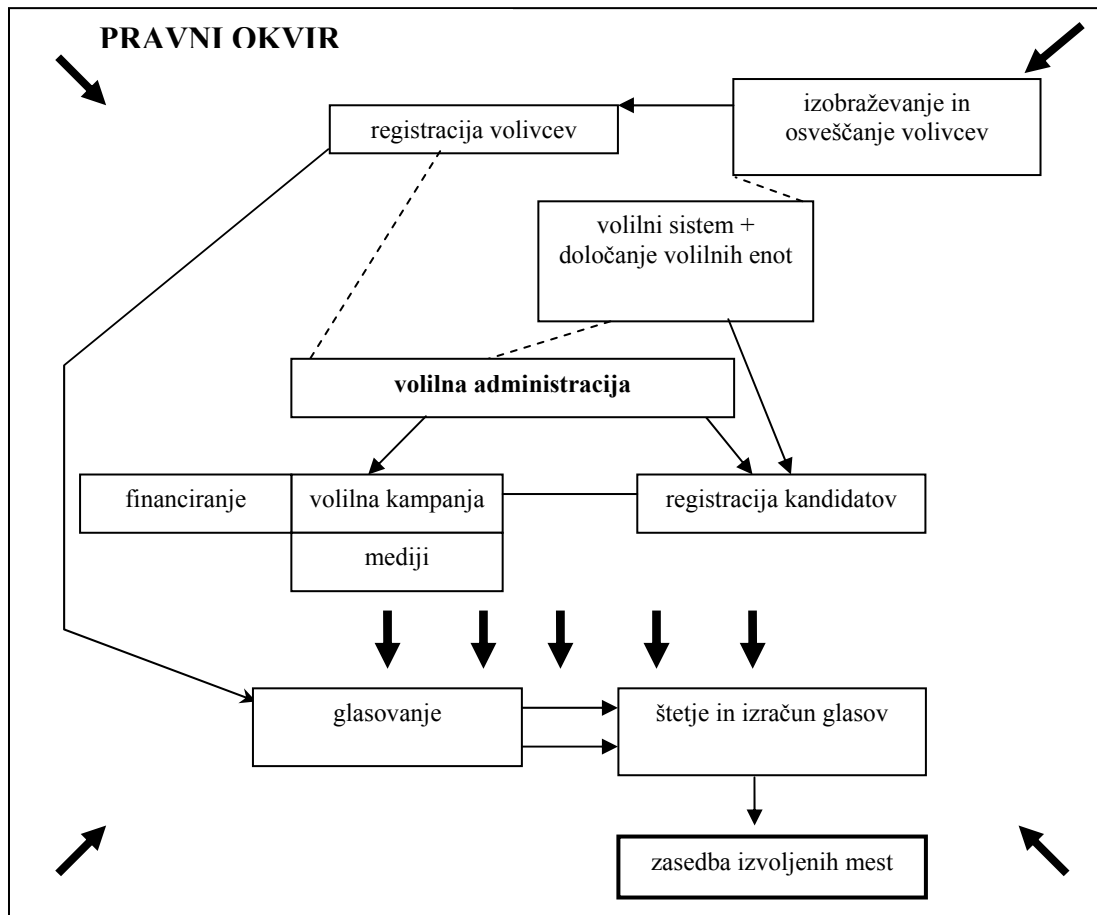 PRAVNI OKVIR
izobraževanje in
osveščanje volivcev
registracija volivcev
volilni sistem +
določanje volilnih enot
volilna administracija
financiranje
volilna kampanja
registracija kandidatov
mediji
glasovanje
štetje in izračun glasov
zasedba izvoljenih mest